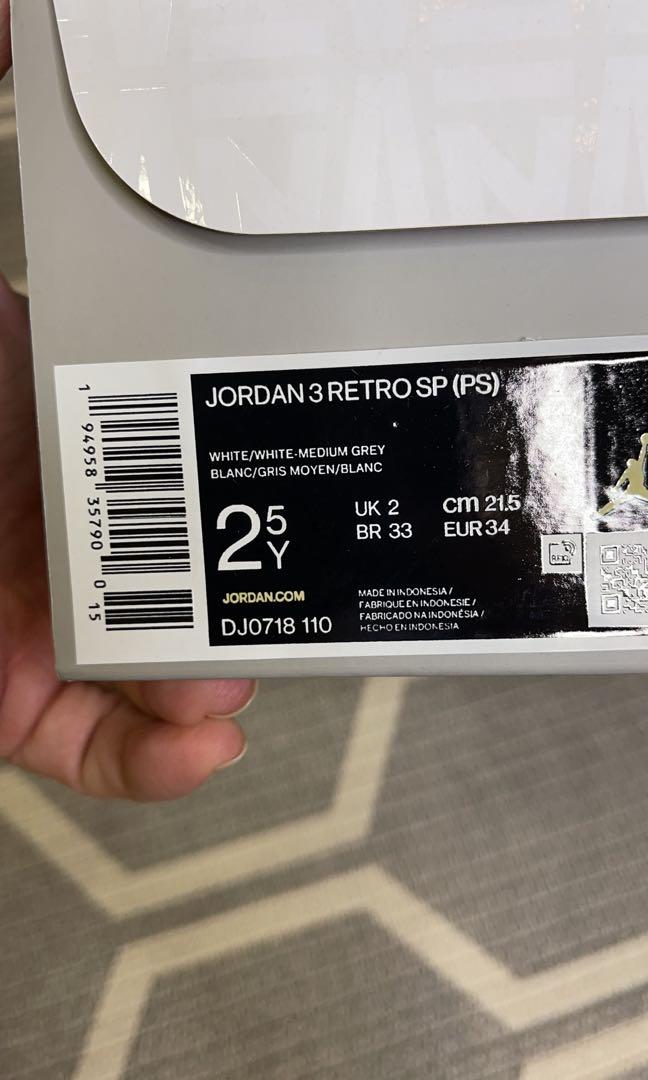 JORDAN 3 RETRO SP (PS)
WHITE/WHITE-MEDIUM GREY
BLANC/GRIS MOYEN/BLANC
2 5 Y
UK 2
cm 21.5
BR 33
EUR 34
JORDAN.COM
DJ0718 110
MADE IN INDONESIA /
FABRIQUE EN INDONESIE /
FABRICADO NA INDONÉSIA /
HECHO EN INDONESIA
RFID
1 94958 35790 0 15